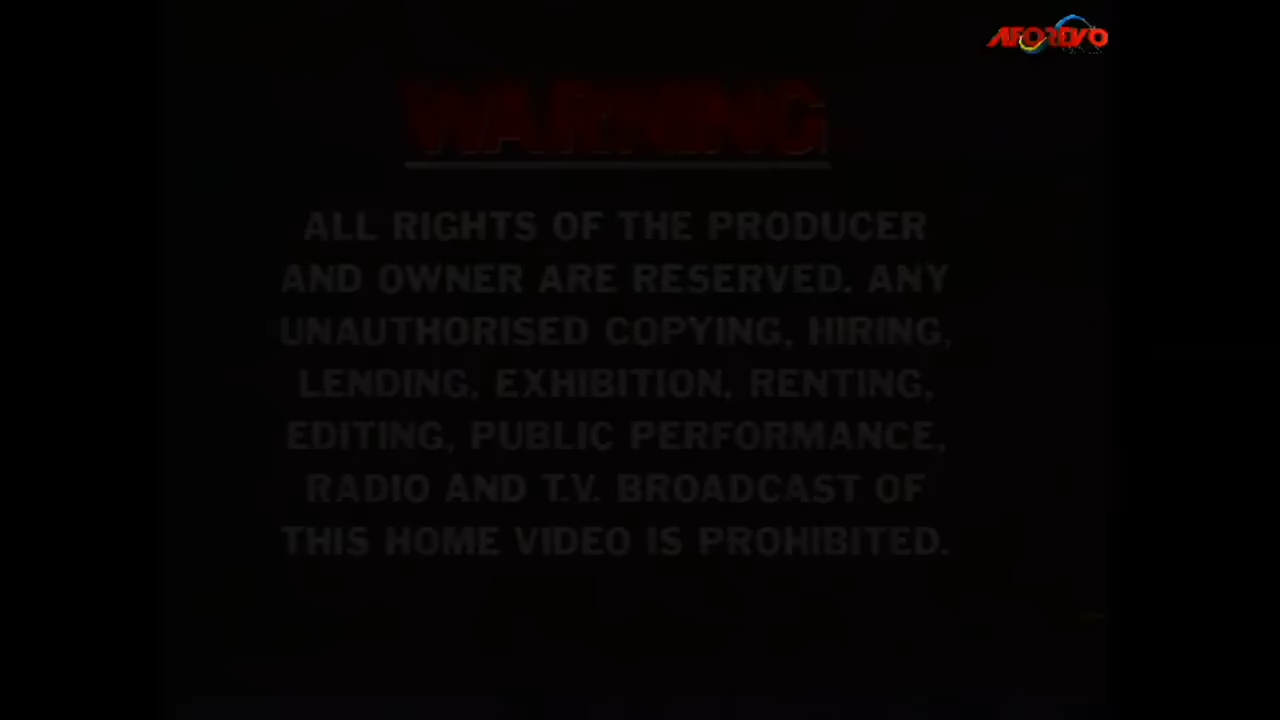 AFOREVO
WARNING
ALL RIGHTS OF THE PRODUCER
AND OWNER ARE RESERVED. ANY
UNAUTHORISED COPYING, HIRING,
LENDING, EXHIBITION, RENTING,
EDITING, PUBLIC PERFORMANCE,
RADIO AND T.V. BROADCAST OF
THIS HOME VIDEO IS PROHIBITED.